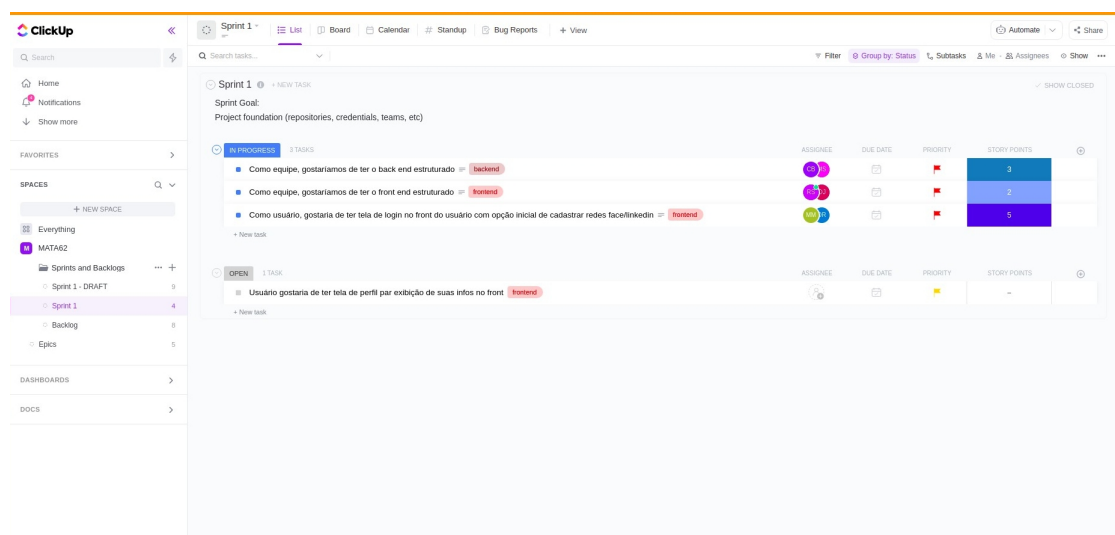 ClickUp
Sprint 1
List
Board
Calendar
Standup
Bug Reports
+ View
Automate
Share
Search
Search tasks...
Filter
Group by: Status
Subtasks
Me
Assignees
Show
Home
4
Notifications
Show more
FAVORITES
SPACES
+ NEW SPACE
Everything
M MATA62
Sprints and Backlogs
Sprint 1 - DRAFT 9
Sprint 1 4
Backlog 8
Epics 5
DASHBOARDS
DOCS
Sprint 1 + NEW TASK
SHOW CLOSED
Sprint Goal:
Project foundation (repositories, credentials, teams, etc)
IN PROGRESS 3 TASKS ASSIGNEE DUE DATE PRIORITY STORY POINTS
Como equipe, gostaríamos de ter o back end estruturado backend CB 3
Como equipe, gostaríamos de ter o front end estruturado frontend 2
Como usuário, gostaria de ter tela de login no front do usuário com opção inicial de cadastrar redes face/linkedin frontend MM 5
+ New task
OPEN 1 TASK ASSIGNEE DUE DATE PRIORITY STORY POINTS
Usuário gostaria de ter tela de perfil par exibição de suas infos no front frontend –
+ New task